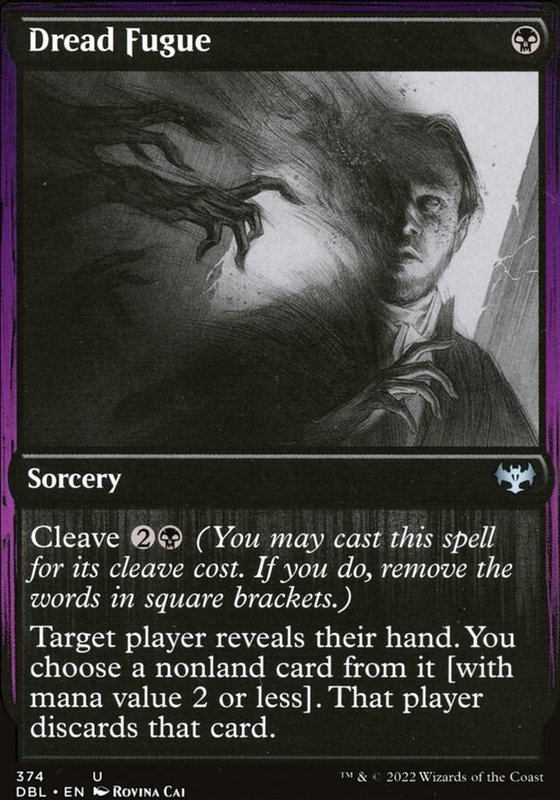 Dread Fugue
Sorcery
Cleave 2 (You may cast this spell
for its cleave cost. If you do, remove the
words in square brackets.)
Target player reveals their hand. You
choose a nonland card from it [with
mana value 2 or less]. That player
discards that card.
374 U
DBL • EN Rovina Cai
™ & © 2022 Wizards of the Coast